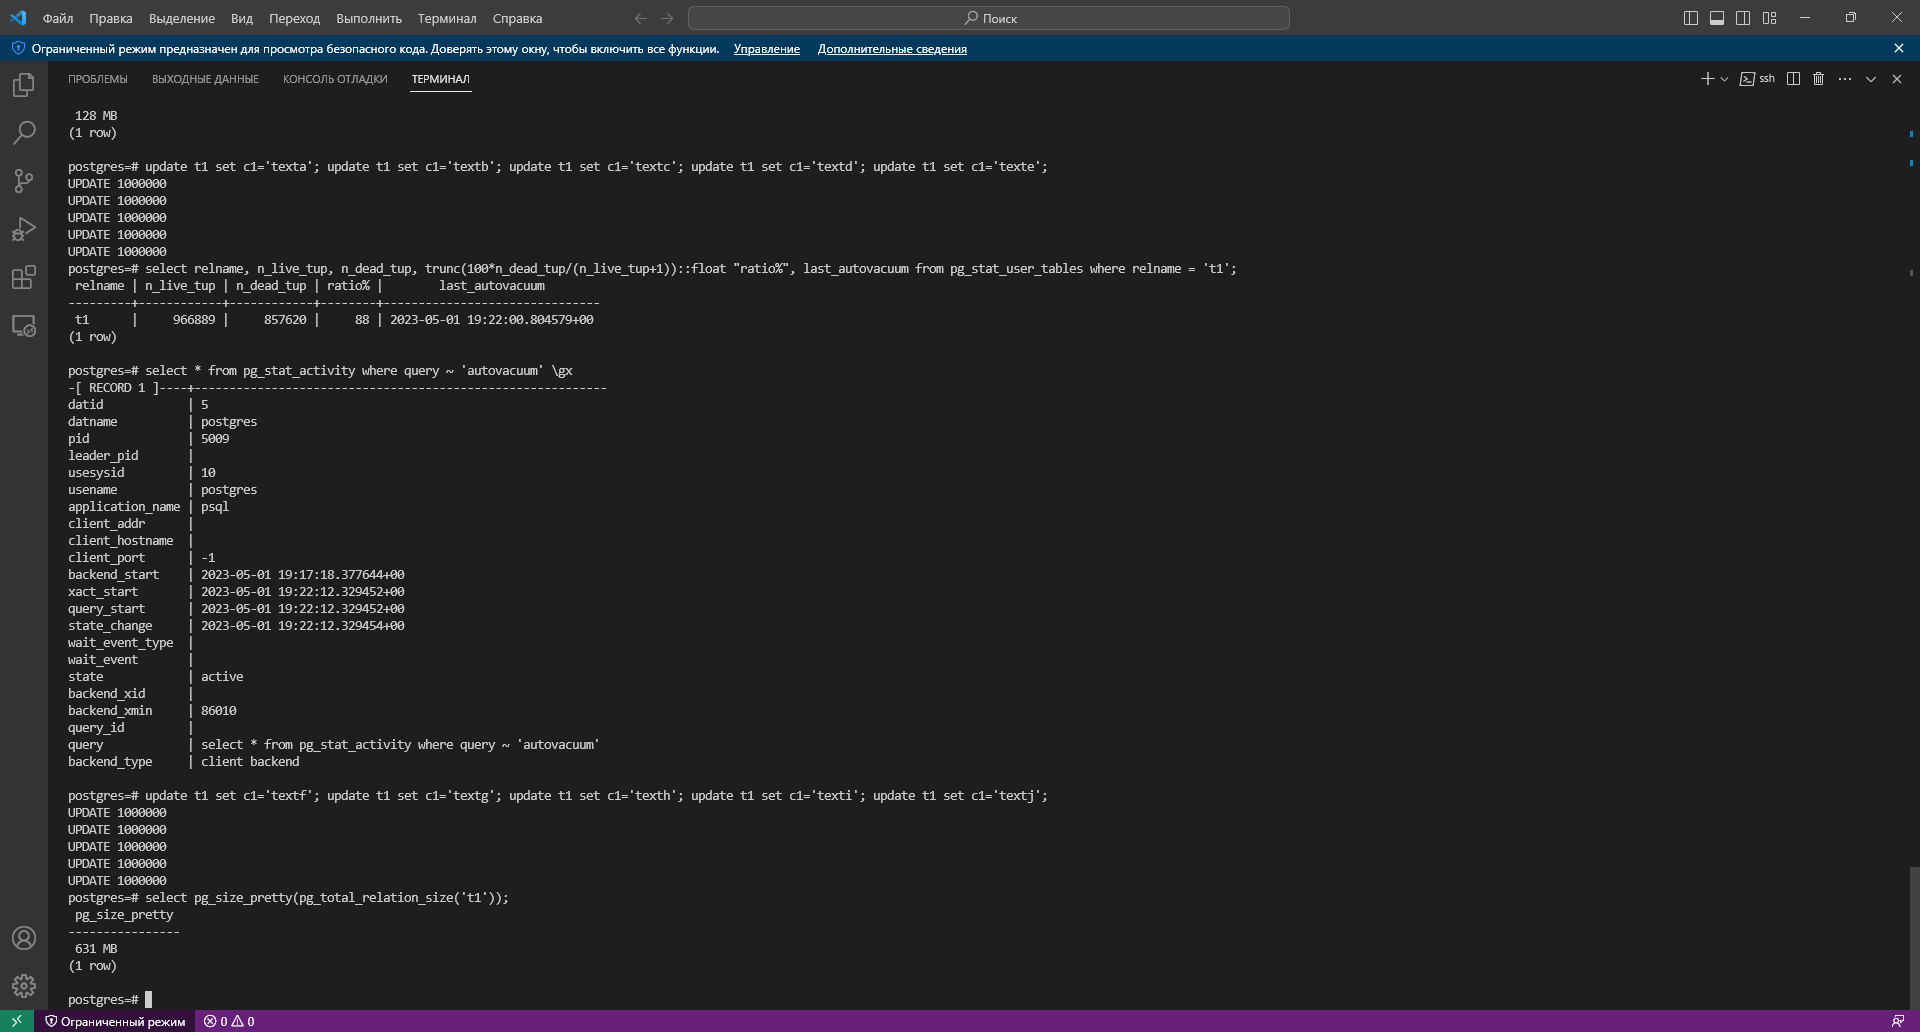 Файл Правка Выделение Вид Переход Выполнить Терминал Справка Поиск
Ограниченный режим предназначен для просмотра безопасного кода. Доверять этому окну, чтобы включить все функции. Управление Дополнительные сведения
ПРОБЛЕМЫ ВЫХОДНЫЕ ДАННЫЕ КОНСОЛЬ ОТЛАДКИ ТЕРМИНАЛ ssh
128 MB
(1 row)
postgres=# update t1 set c1='texta'; update t1 set c1='textb'; update t1 set c1='textc'; update t1 set c1='textd'; update t1 set c1='texte';
UPDATE 1000000
UPDATE 1000000
UPDATE 1000000
UPDATE 1000000
UPDATE 1000000
postgres=# select relname, n_live_tup, n_dead_tup, trunc(100*n_dead_tup/(n_live_tup+1))::float "ratio%", last_autovacuum from pg_stat_user_tables where relname = 't1';
 relname | n_live_tup | n_dead_tup | ratio% |        last_autovacuum
---------+------------+------------+--------+-------------------------------
 t1      |     966889 |     857620 |     88 | 2023-05-01 19:22:00.804579+00
(1 row)
postgres=# select * from pg_stat_activity where query ~ 'autovacuum' \gx
-[ RECORD 1 ]----+-----------------------------------------------------------
datid            | 5
datname          | postgres
pid              | 5009
leader_pid       |
usesysid         | 10
usename          | postgres
application_name | psql
client_addr      |
client_hostname  |
client_port      | -1
backend_start    | 2023-05-01 19:17:18.377644+00
xact_start       | 2023-05-01 19:22:12.329452+00
query_start      | 2023-05-01 19:22:12.329452+00
state_change     | 2023-05-01 19:22:12.329454+00
wait_event_type  |
wait_event       |
state            | active
backend_xid      |
backend_xmin     | 86010
query_id         |
query            | select * from pg_stat_activity where query ~ 'autovacuum'
backend_type     | client backend
postgres=# update t1 set c1='textf'; update t1 set c1='textg'; update t1 set c1='texth'; update t1 set c1='texti'; update t1 set c1='textj';
UPDATE 1000000
UPDATE 1000000
UPDATE 1000000
UPDATE 1000000
UPDATE 1000000
postgres=# select pg_size_pretty(pg_total_relation_size('t1'));
 pg_size_pretty
----------------
 631 MB
(1 row)
postgres=#
Ограниченный режим 0 0